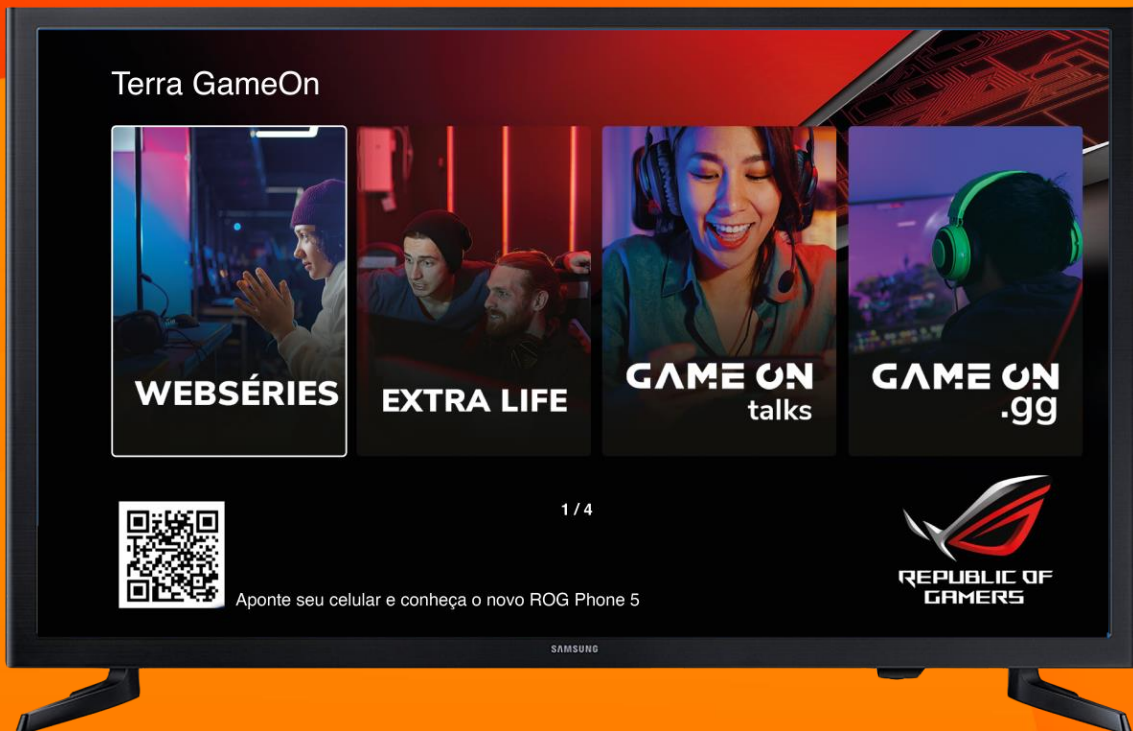 Terra GameOn
WEBSÉRIES
EXTRA LIFE
GAME ON
talks
GAME ON
.gg
1 / 4
Aponte seu celular e conheça o novo ROG Phone 5
REPUBLIC OF
GAMERS
SAMSUNG